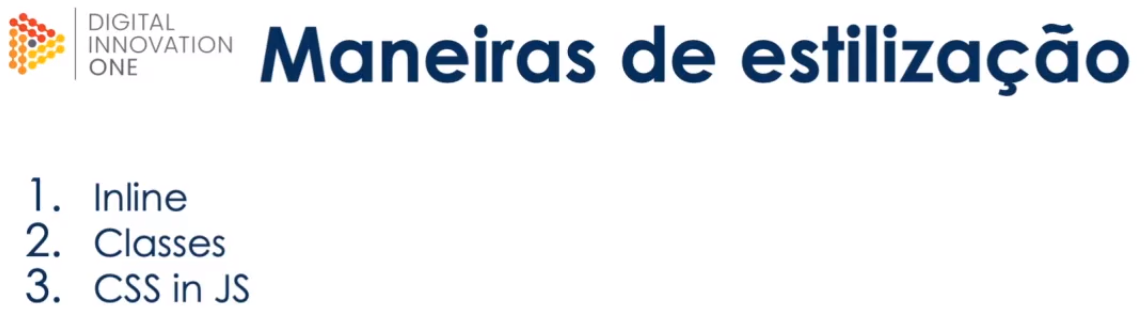 DIGITAL
INNOVATION
ONE
Maneiras de estilização
1. Inline
2. Classes
3. CSS in JS